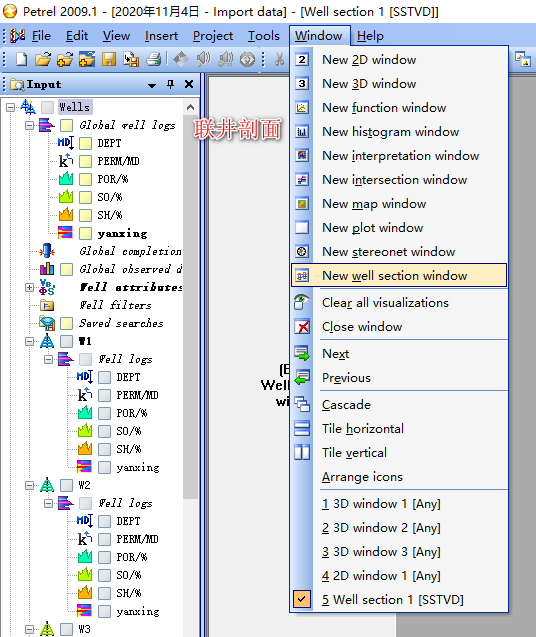 Petrel 2009.1 - [2020年11月4日 - Import data] - [Well section 1 [SSTVD]]
File Edit View Insert Project Tools Window Help
Input
Wells
Global well logs
DEPT
PERM/MD
POR/%
SO/%
SH/%
yanxing
Global completion
Global observed d
Well attributes
Well filters
Saved searches
W1
Well logs
DEPT
PERM/MD
POR/%
SO/%
SH/%
yanxing
W2
Well logs
DEPT
PERM/MD
POR/%
SO/%
SH/%
yanxing
W3
联井剖面
Well
wi
New 2D window
New 3D window
New function window
New histogram window
New interpretation window
New intersection window
New map window
New plot window
New stereonet window
New well section window
Clear all visualizations
Close window
Next
Previous
Cascade
Tile horizontal
Tile vertical
Arrange icons
1 3D window 1 [Any]
2 3D window 2 [Any]
3 3D window 3 [Any]
4 2D window 1 [Any]
5 Well section 1 [SSTVD]